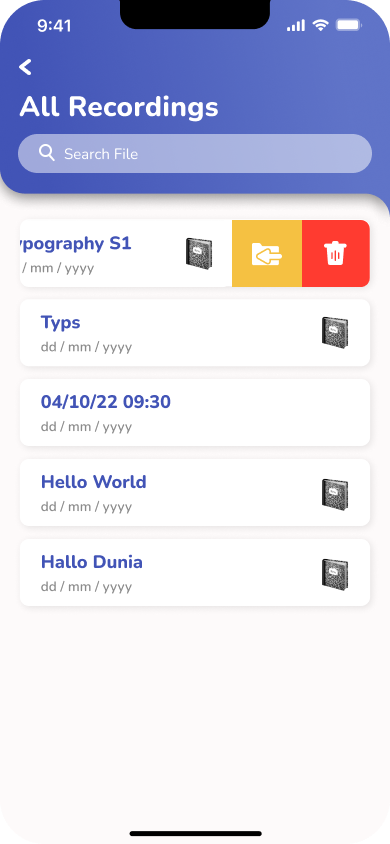 9:41
All Recordings
Search File
ypography S1
/ mm / yyyy
Typs
dd / mm / yyyy
04/10/22 09:30
dd / mm / yyyy
Hello World
dd / mm / yyyy
Hallo Dunia
dd / mm / yyyy